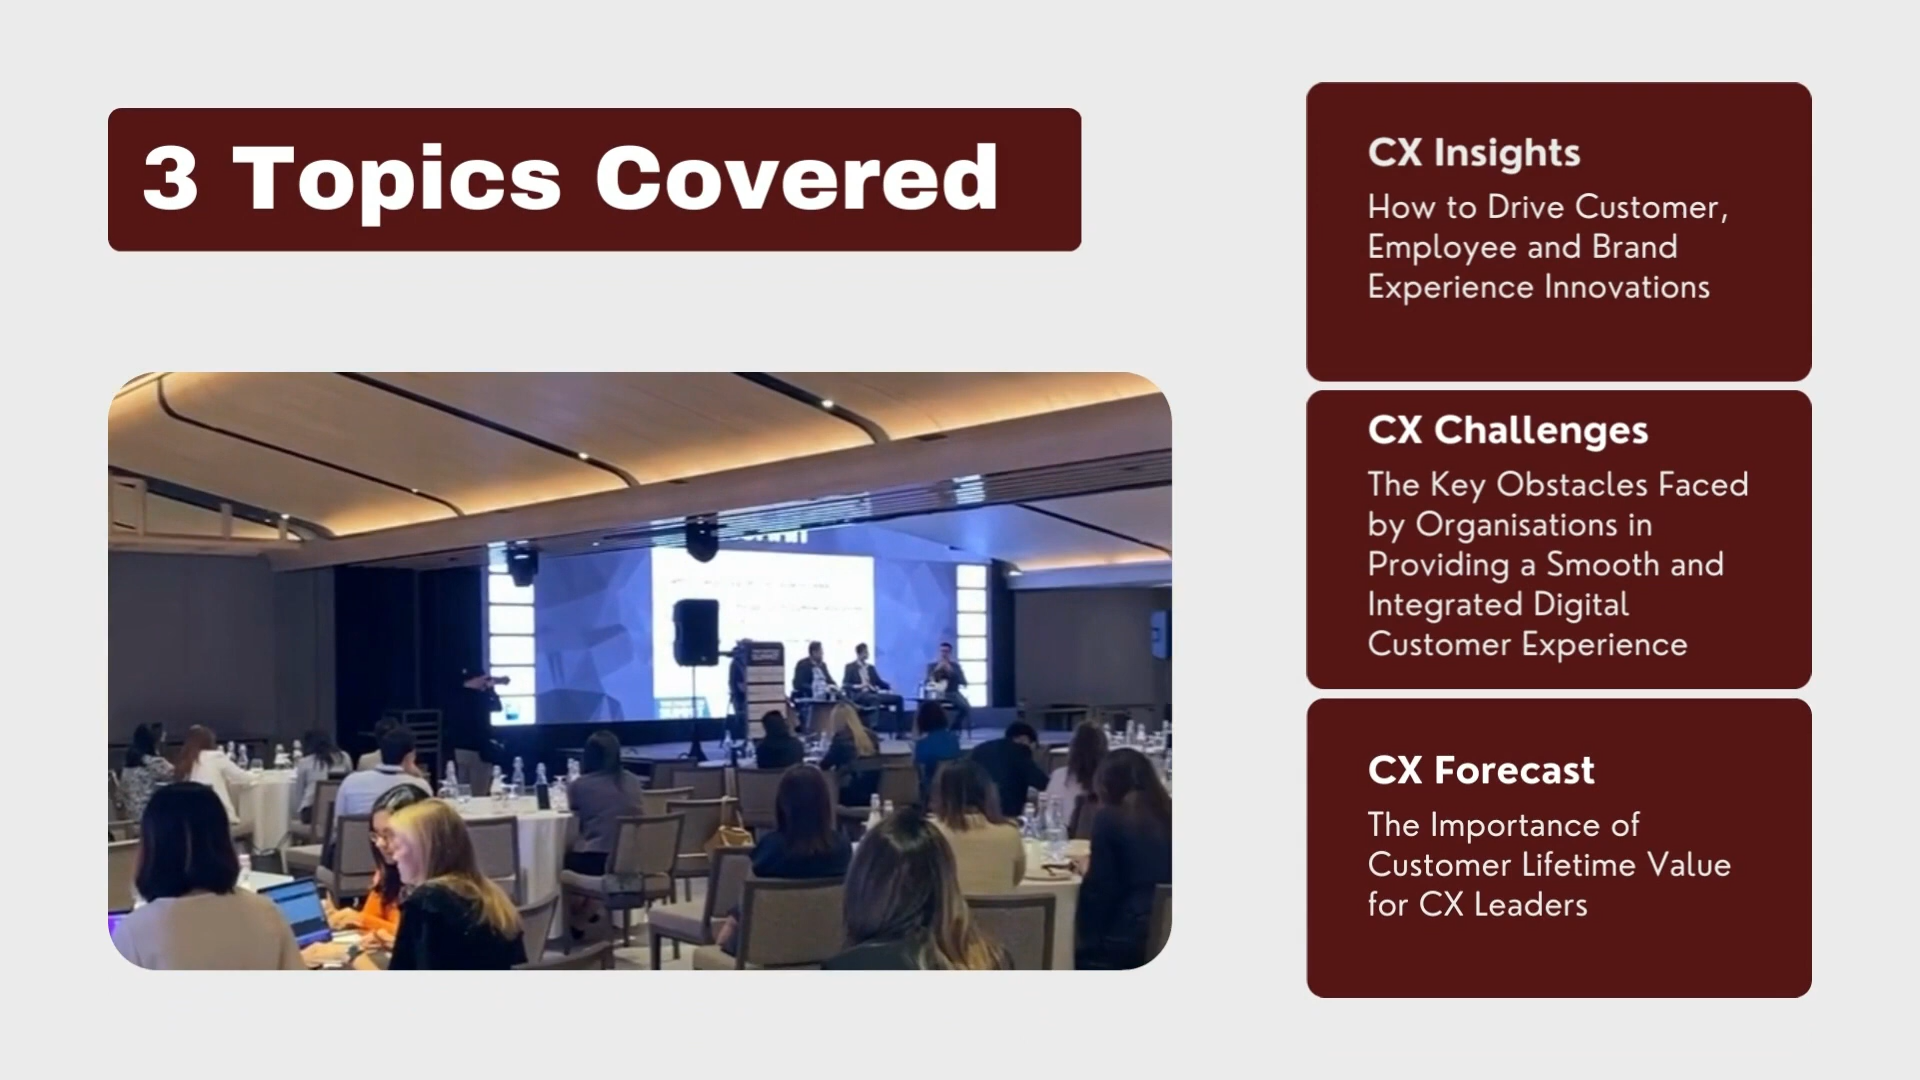 3 Topics Covered
CX Insights
How to Drive Customer,
Employee and Brand
Experience Innovations
CX Challenges
The Key Obstacles Faced
by Organisations in
Providing a Smooth and
Integrated Digital
Customer Experience
CX Forecast
The Importance of
Customer Lifetime Value
for CX Leaders